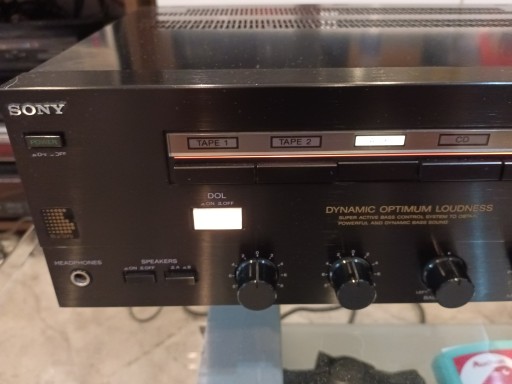 SONY
POWER
TAPE 1
TAPE 2
CD
DOL
DYNAMIC OPTIMUM LOUDNESS
SUPER ACTIVE BASS CONTROL SYSTEM TO
POWERFUL AND DYNAMIC BASS SOUND
SPEAKERS
HEADPHONES